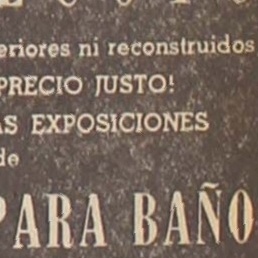 eriores ni reconstruidos
PRECIO JUSTO!
AS EXPOSICIONES
de
PARA BAÑO